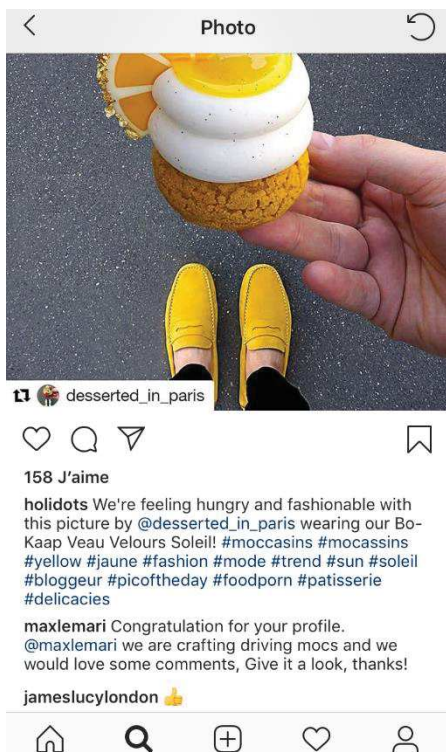 Photo
desserted_in_paris
158 J'aime
holidots We're feeling hungry and fashionable with
this picture by @desserted_in_paris wearing our Bo-
Kaap Veau Velours Soleil! #moccasins #mocassins
#yellow #jaune #fashion #mode #trend #sun #soleil
#bloggeur #picoftheday #foodporn #patisserie
#delicacies
maxlemari Congratulation for your profile.
@maxlemari we are crafting driving mocs and we
would love some comments, Give it a look, thanks!
jameslucylondon 👍